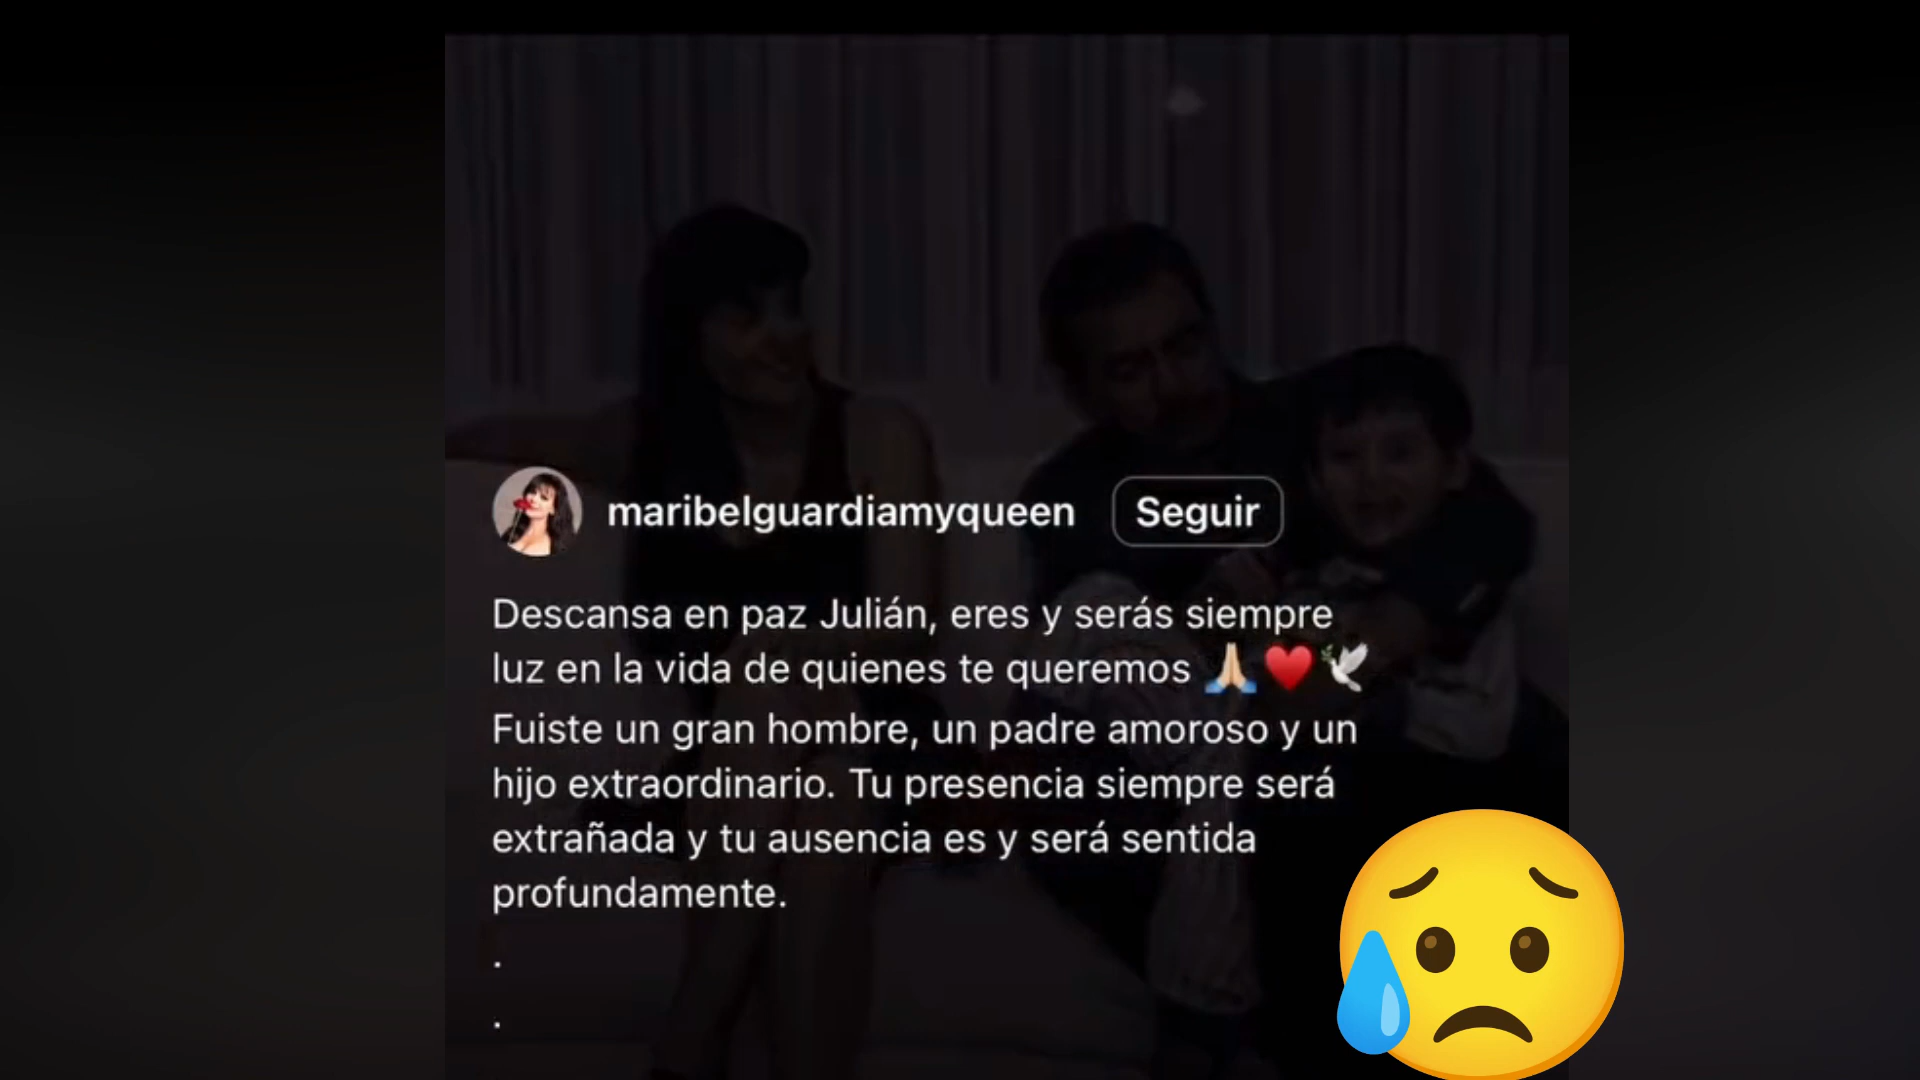 maribelguardiamyqueen Seguir
Descansa en paz Julián, eres y serás siempre
luz en la vida de quienes te queremos 🙏🏼❤️🕊️
Fuiste un gran hombre, un padre amoroso y un
hijo extraordinario. Tu presencia siempre será
extrañada y tu ausencia es y será sentida
profundamente.
.
.